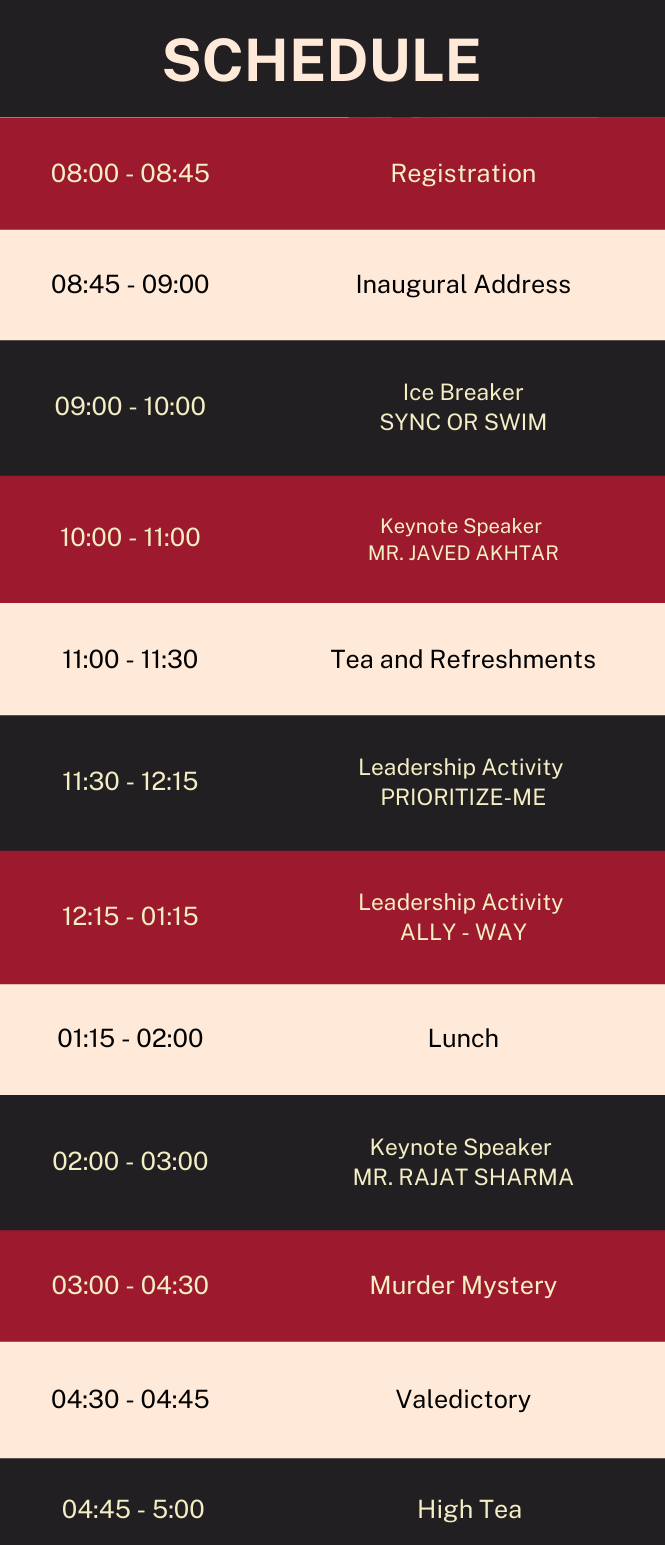 SCHEDULE
08:00 - 08:45 Registration
08:45 - 09:00 Inaugural Address
09:00 - 10:00
Ice Breaker
SYNC OR SWIM
10:00 - 11:00
Keynote Speaker
MR. JAVED AKHTAR
11:00 - 11:30 Tea and Refreshments
11:30 - 12:15
Leadership Activity
PRIORITIZE-ME
12:15 - 01:15
Leadership Activity
ALLY - WAY
01:15 - 02:00 Lunch
02:00 - 03:00
Keynote Speaker
MR. RAJAT SHARMA
03:00 - 04:30 Murder Mystery
04:30 - 04:45 Valedictory
04:45 - 5:00 High Tea